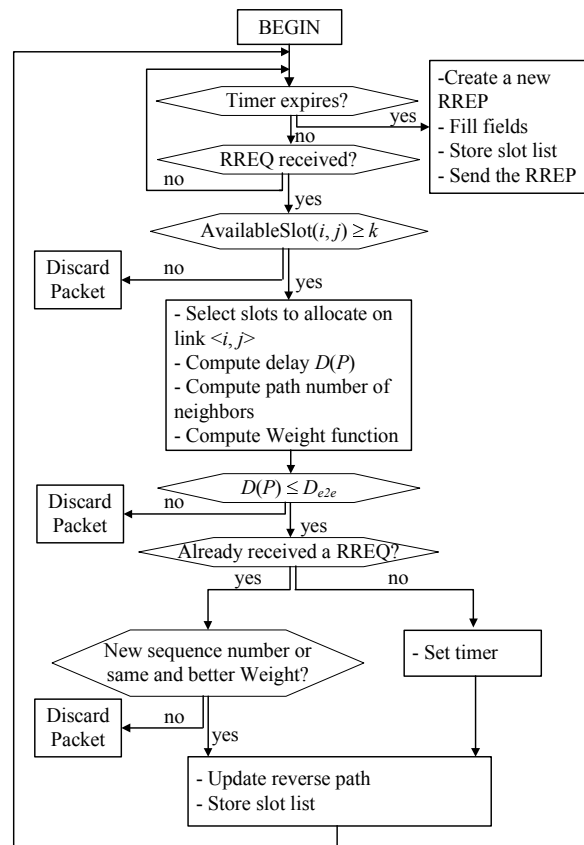 BEGIN
Timer expires?
yes
-Create a new
RREP
- Fill fields
- Store slot list
- Send the RREP
no
RREQ received?
no
yes
AvailableSlot(i, j) ≥ k
no
Discard
Packet
yes
- Select slots to allocate on
link <i, j>
- Compute delay D(P)
- Compute path number of
neighbors
- Compute Weight function
D(P) ≤ De2e
no
Discard
Packet
yes
Already received a RREQ?
yes
no
New sequence number or
same and better Weight?
- Set timer
no
Discard
Packet
yes
- Update reverse path
- Store slot list